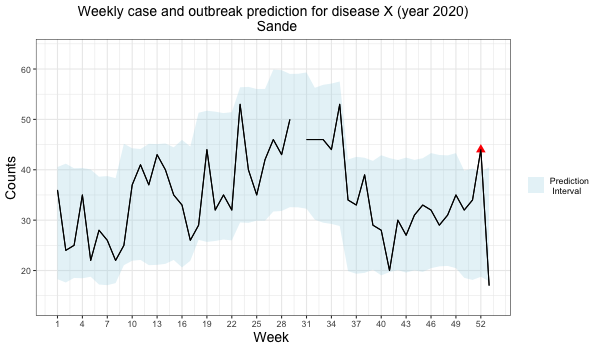 Weekly case and outbreak prediction for disease X (year 2020)
Sande
60
50
40
30
20
Counts
1 4 7 10 13 16 19 22 25 28 31 34 37 40 43 46 49 52
Week
Prediction
Interval